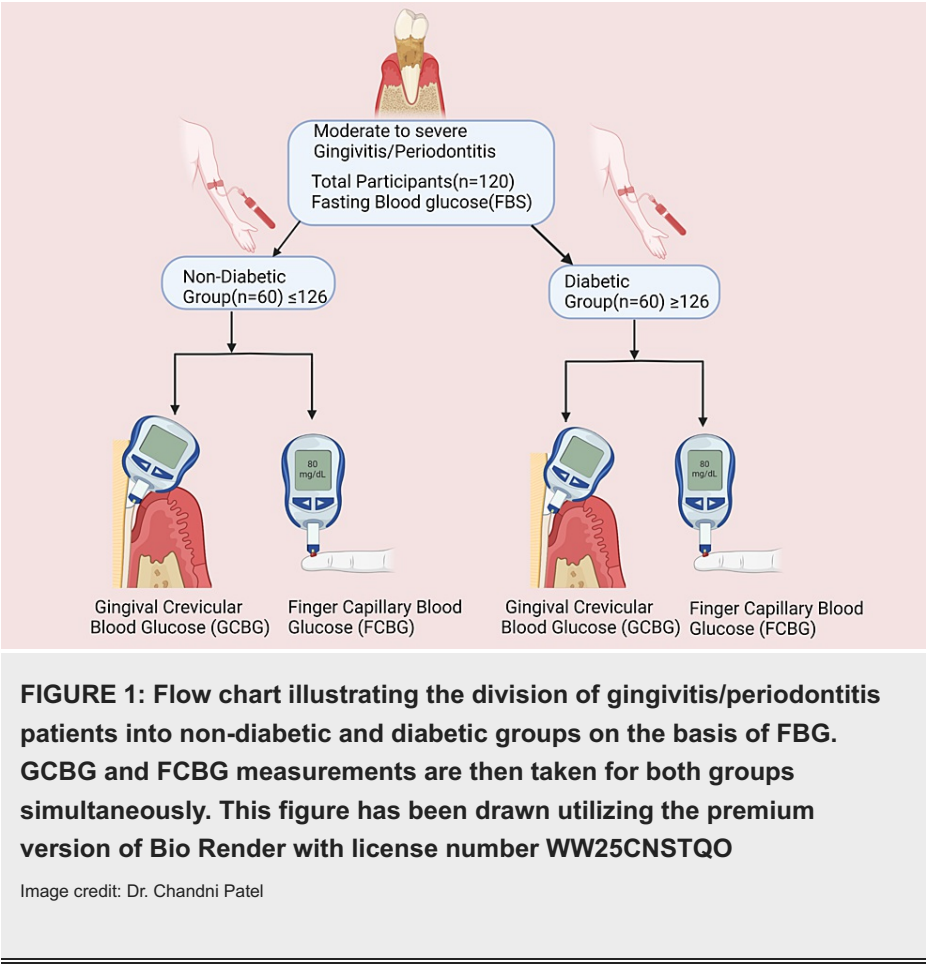 Moderate to severe
Gingivitis/Periodontitis
Total Participants(n=120)
Fasting Blood glucose(FBS)
Non-Diabetic
Group(n=60) ≤126
Diabetic
Group(n=60) ≥126
80
mg/dL
80
mg/dL
Gingival Crevicular
Blood Glucose (GCBG)
Finger Capillary Blood
Glucose (FCBG)
Gingival Crevicular
Blood Glucose (GCBG)
Finger Capillary Blood
Glucose (FCBG)
FIGURE 1: Flow chart illustrating the division of gingivitis/periodontitis
patients into non-diabetic and diabetic groups on the basis of FBG.
GCBG and FCBG measurements are then taken for both groups
simultaneously. This figure has been drawn utilizing the premium
version of Bio Render with license number WW25CNSTQO
Image credit: Dr. Chandni Patel